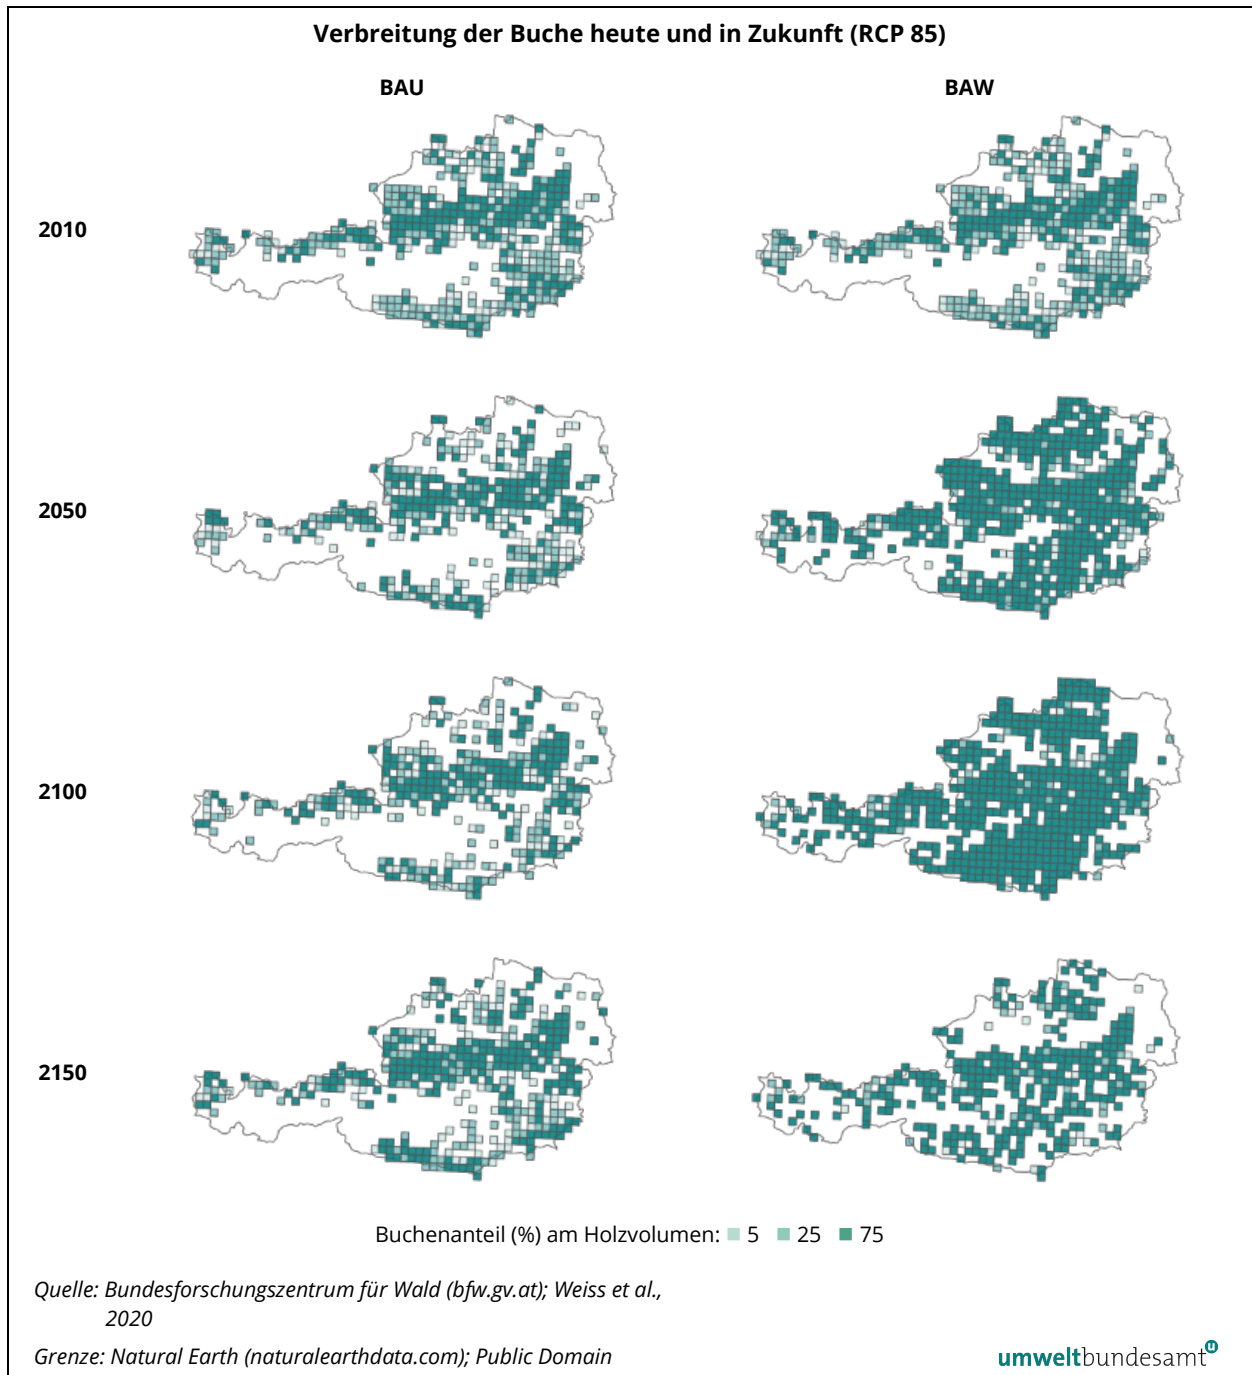 Verbreitung der Buche heute und in Zukunft (RCP 85)
BAU BAW
2010
2050
2100
2150
Buchenanteil (%) am Holzvolumen: 5 25 75
Quelle: Bundesforschungszentrum für Wald (bfw.gv.at); Weiss et al.,
2020
Grenze: Natural Earth (naturalearthdata.com); Public Domain
umweltbundesamt u